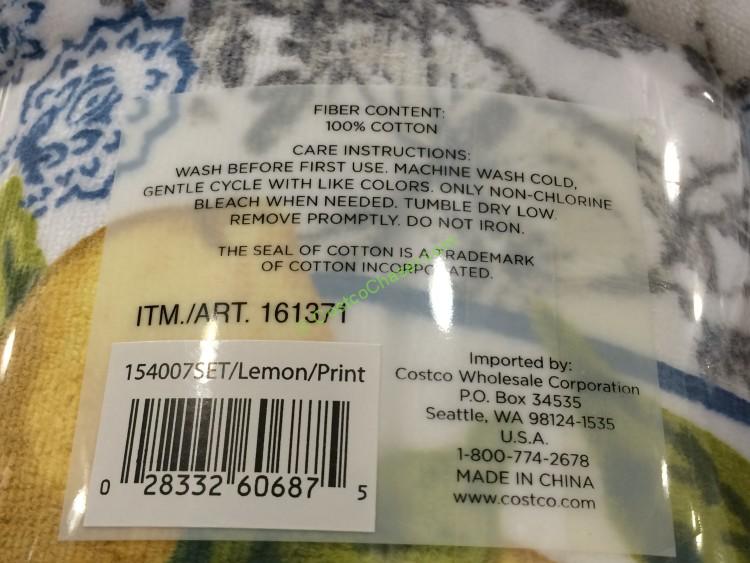 FIBER CONTENT:
100% COTTON
CARE INSTRUCTIONS:
WASH BEFORE FIRST USE. MACHINE WASH COLD,
GENTLE CYCLE WITH LIKE COLORS. ONLY NON-CHLORINE
BLEACH WHEN NEEDED. TUMBLE DRY LOW.
REMOVE PROMPTLY. DO NOT IRON.
THE SEAL OF COTTON IS A TRADEMARK
OF COTTON INCORPORATED.
ITM./ART. 161371
154007SET/Lemon/Print
0 28332 60687 5
Imported by:
Costco Wholesale Corporation
P.O. Box 34535
Seattle, WA 98124-1535
U.S.A.
1-800-774-2678
MADE IN CHINA
www.costco.com